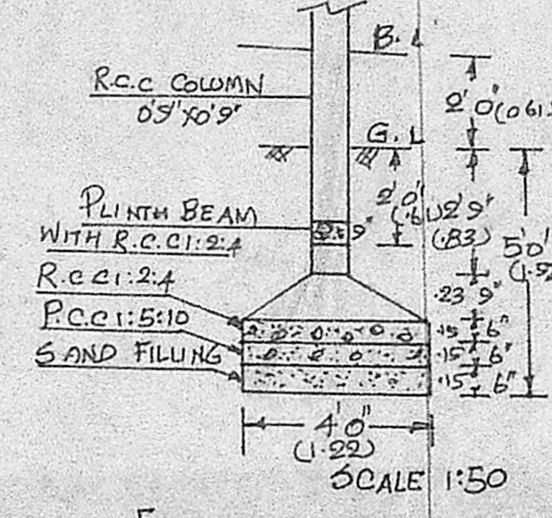 B.L
R.C.C COLUMN
0'9" X 0'9"
2'0" (0.61
G.L
2'0"
PLINTH BEAM
WITH R.C.C 1:2:4
9"
2'9"
(.83)
5'0"
R.C.C 1:2:4
.23 9"
P.C.C 1:5:10
.15 6"
SAND FILLING
.15 6"
.15 6"
4'0"
(1.22)
SCALE 1:50